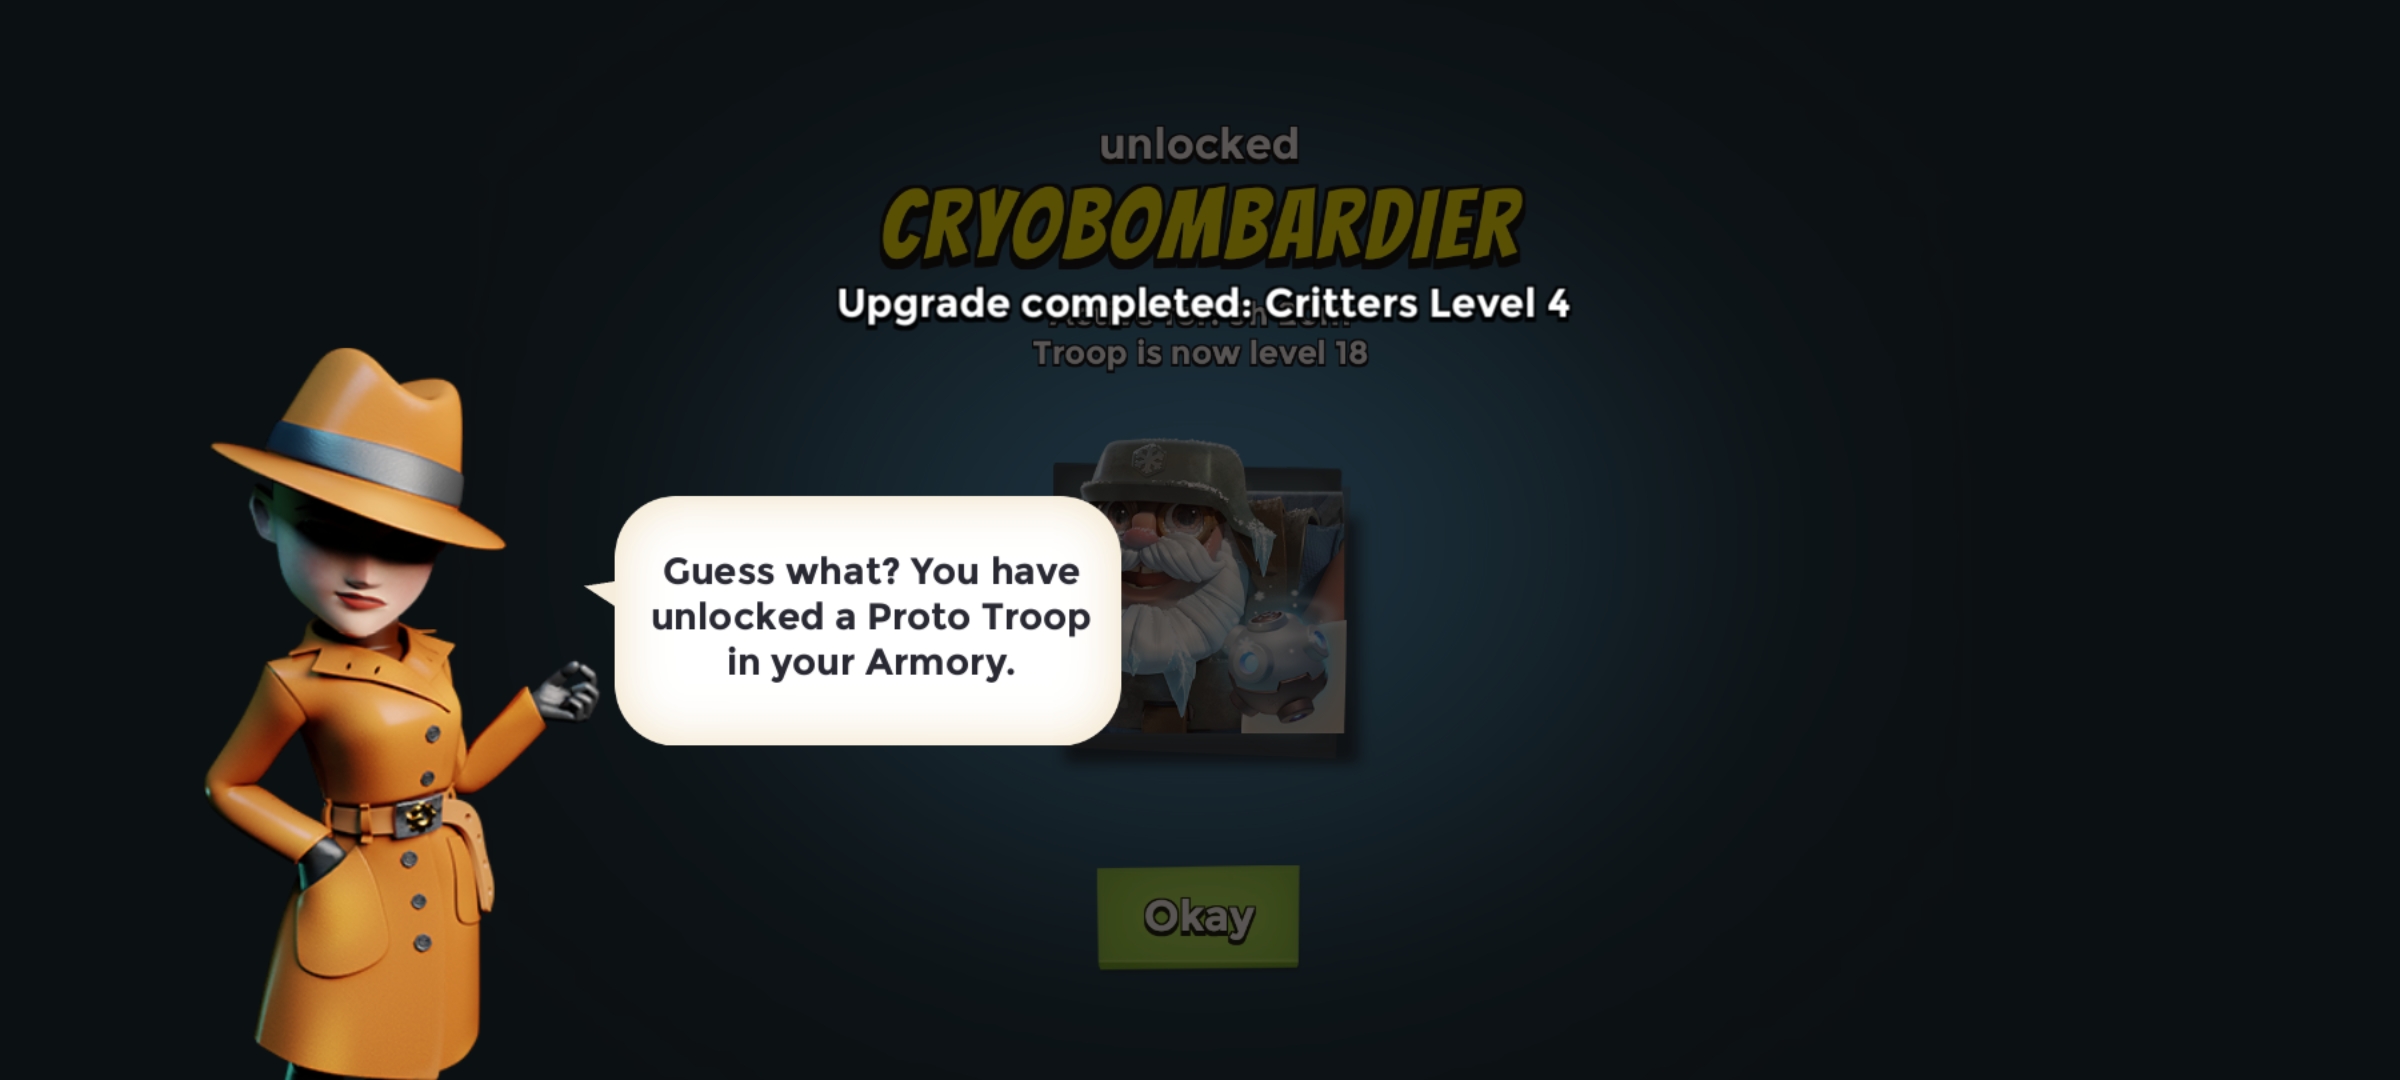 unlocked
CRYOBOMBARDIER
Upgrade completed: Critters Level 4
Troop is now level 18
Guess what? You have
unlocked a Proto Troop
in your Armory.
Okay